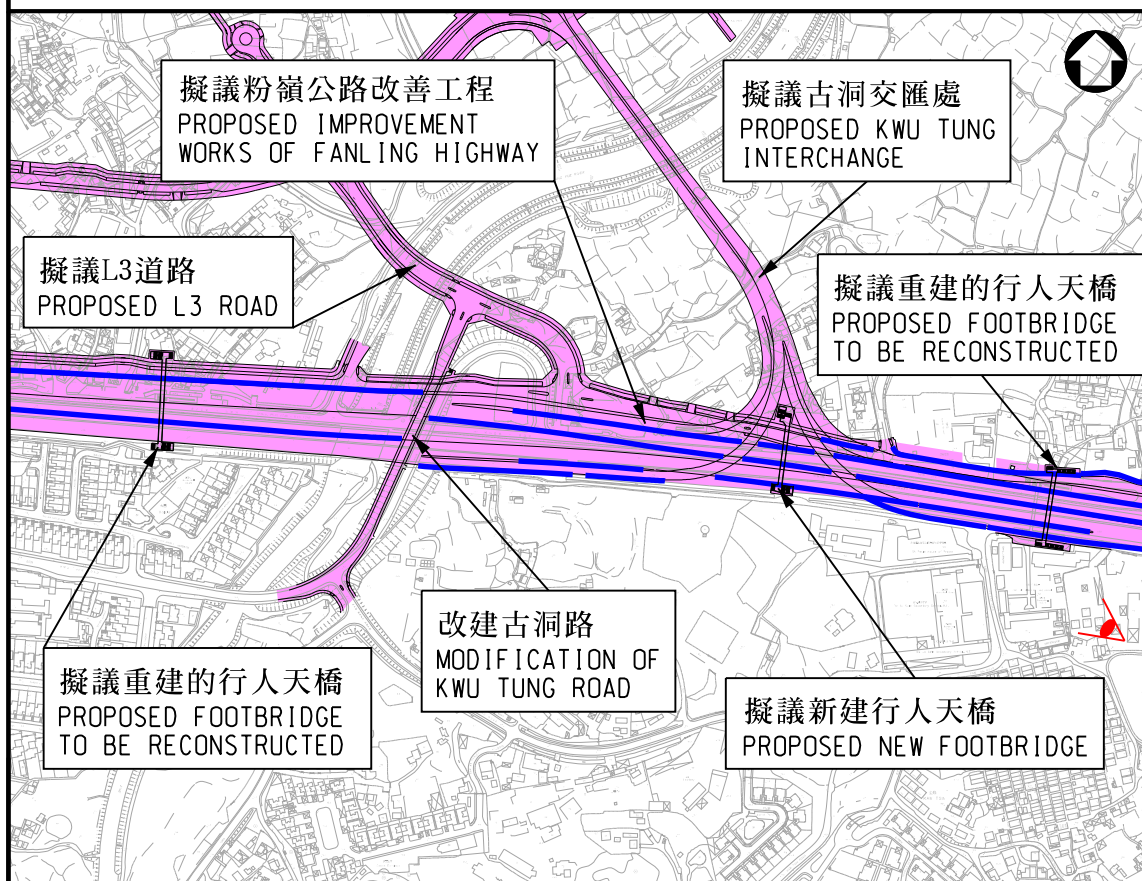 擬議粉嶺公路改善工程
PROPOSED IMPROVEMENT
WORKS OF FANLING HIGHWAY
擬議古洞交匯處
PROPOSED KWU TUNG
INTERCHANGE
擬議L3道路
PROPOSED L3 ROAD
擬議重建的行人天橋
PROPOSED FOOTBRIDGE
TO BE RECONSTRUCTED
改建古洞路
MODIFICATION OF
KWU TUNG ROAD
擬議重建的行人天橋
PROPOSED FOOTBRIDGE
TO BE RECONSTRUCTED
擬議新建行人天橋
PROPOSED NEW FOOTBRIDGE